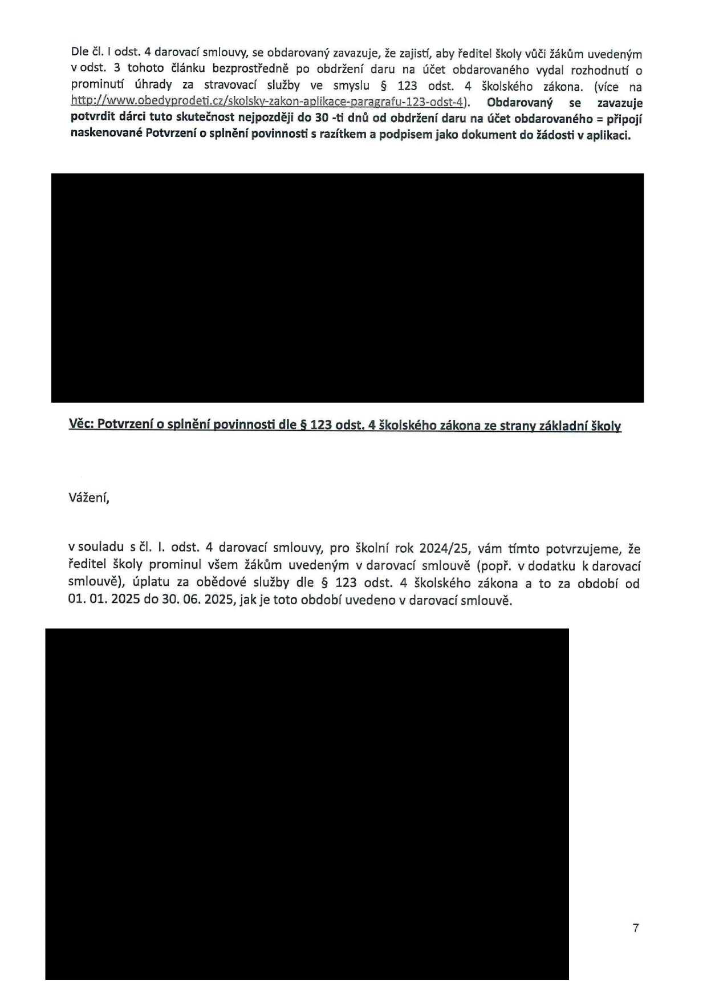 Dle čl. I odst. 4 darovací smlouvy, se obdarovaný zavazuje, že zajistí, aby ředitel školy vůči žákům uvedeným
v odst. 3 tohoto článku bezprostředně po obdržení daru na účet obdarovaného vydal rozhodnutí o
prominutí úhrady za stravovací služby ve smyslu § 123 odst. 4 školského zákona. (více na
http://www.obedyprodeti.cz/skolsky-zakon-aplikace-paragrafu-123-odst-4). Obdarovaný se zavazuje
potvrdit dárci tuto skutečnost nejpozději do 30 -ti dnů od obdržení daru na účet obdarovaného = připojí
naskenované Potvrzení o splnění povinnosti s razítkem a podpisem jako dokument do žádosti v aplikaci.
Věc: Potvrzení o splnění povinnosti dle § 123 odst. 4 školského zákona ze strany základní školy
Vážení,
v souladu s čl. I. odst. 4 darovací smlouvy, pro školní rok 2024/25, vám tímto potvrzujeme, že
ředitel školy prominul všem žákům uvedeným v darovací smlouvě (popř. v dodatku k darovací
smlouvě), úplatu za obědové služby dle § 123 odst. 4 školského zákona a to za období od
01. 01. 2025 do 30. 06. 2025, jak je toto období uvedeno v darovací smlouvě.
7